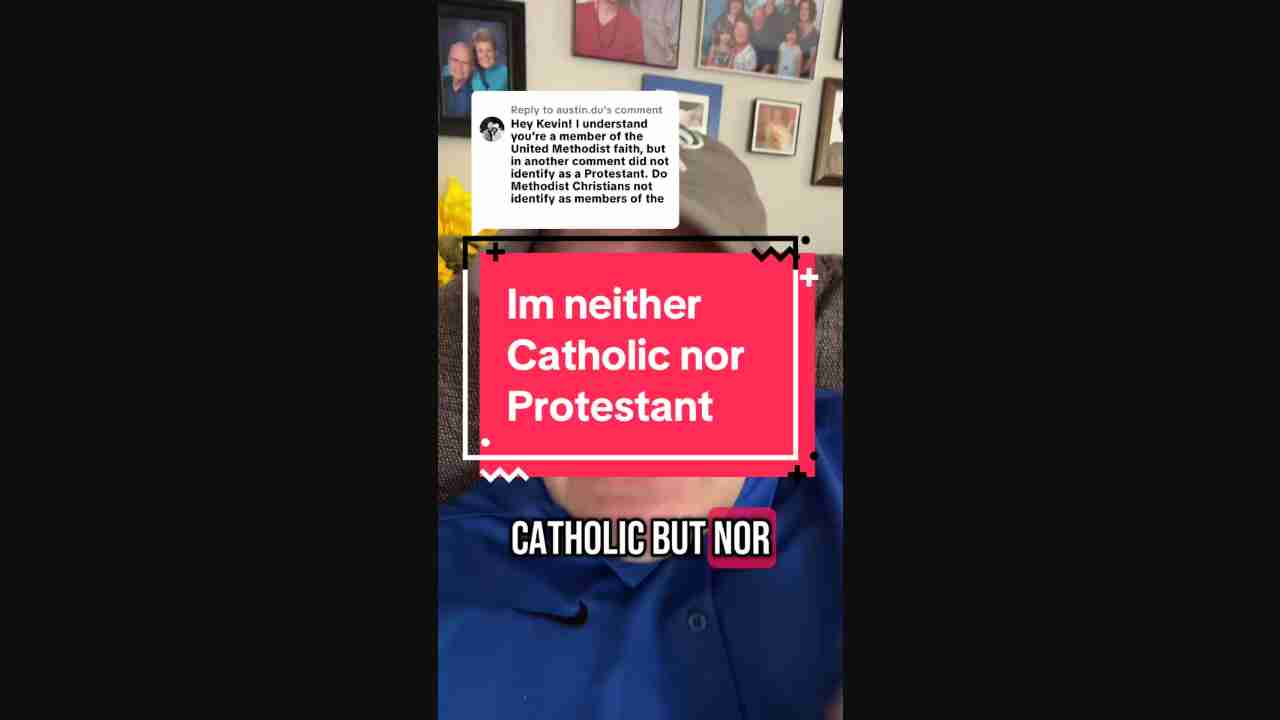 Reply to austin.du's comment
Hey Kevin! I understand
you're a member of the
United Methodist faith, but
in another comment did not
identify as a Protestant. Do
Methodist Christians not
identify as members of the
Im neither
Catholic nor
Protestant
CATHOLIC BUT NOR